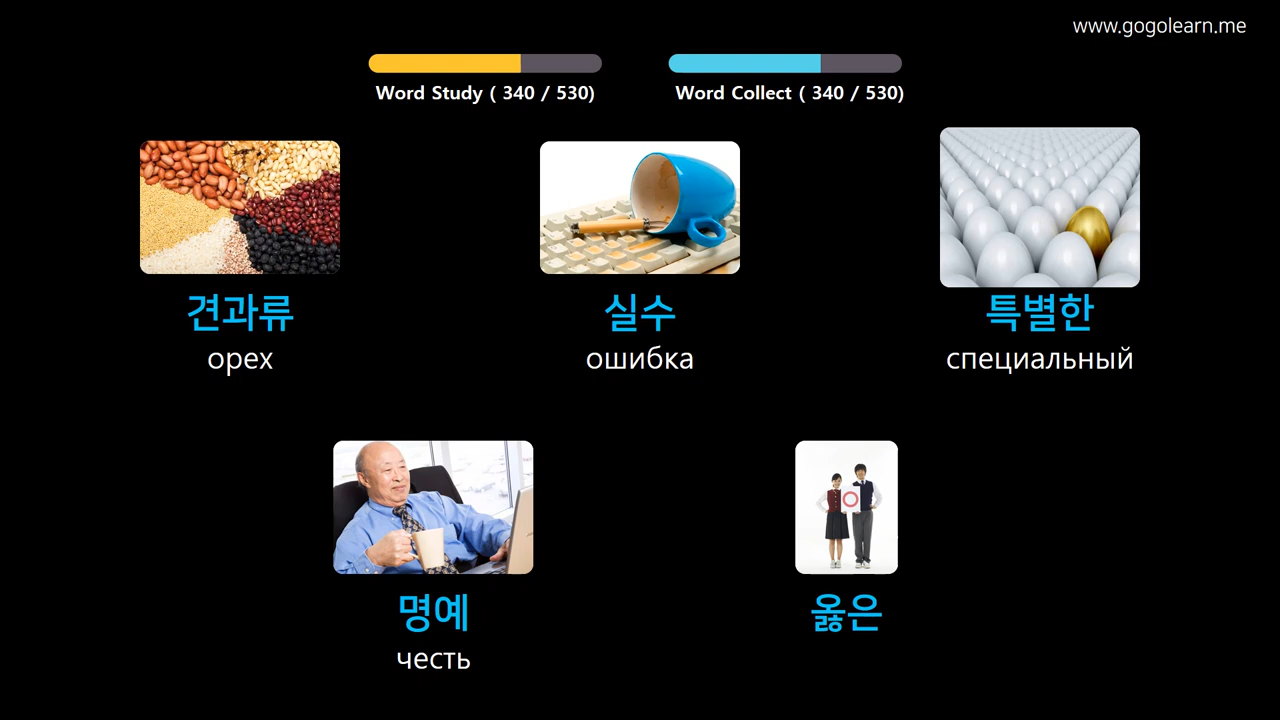 www.gogolearn.me
Word Study ( 340 / 530)
Word Collect ( 340 / 530)
견과류
орех
실수
ошибка
특별한
специальный
명예
честь
옳은